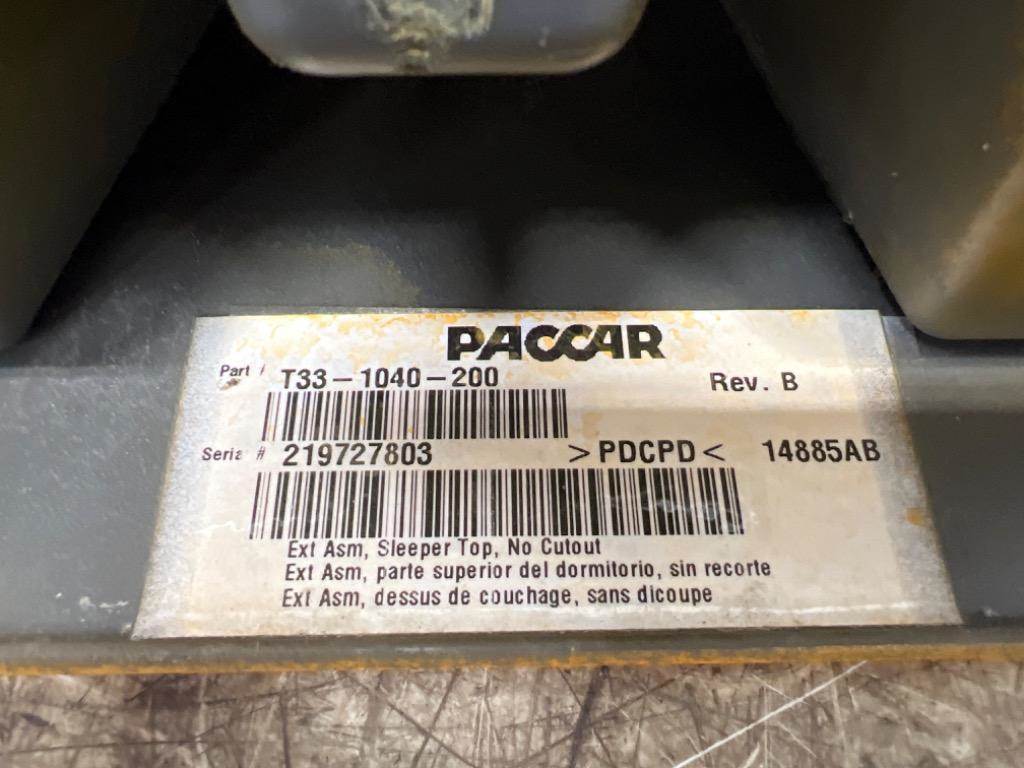 PACCAR
Part # T33-1040-200 Rev. B
Serial # 219727803 >PDCPD< 14885AB
Ext Asm, Sleeper Top, No Cutout
Ext Asm, parte superior del dormitorio, sin recorte
Ext Asm, dessus de couchage, sans dicoupe